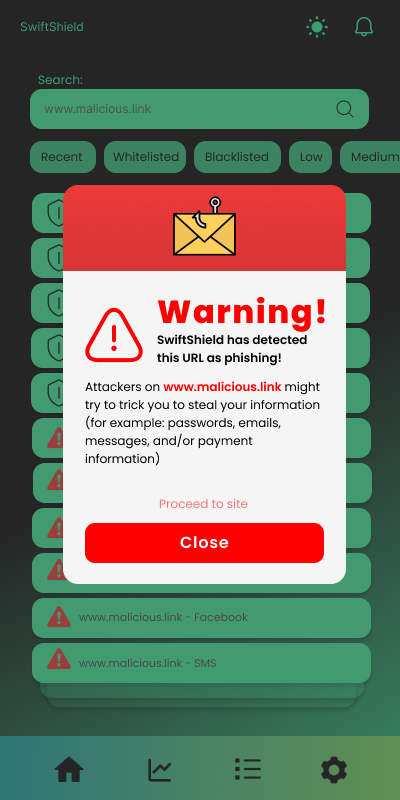 SwiftShield
Search:
www.malicious.link
Recent
Whitelisted
Blacklisted
Low
Medium
Warning!
SwiftShield has detected
this URL as phishing!
Attackers on www.malicious.link might
try to trick you to steal your information
(for example: passwords, emails,
messages, and/or payment
information)
Proceed to site
Close
www.malicious.link - Facebook
www.malicious.link - SMS